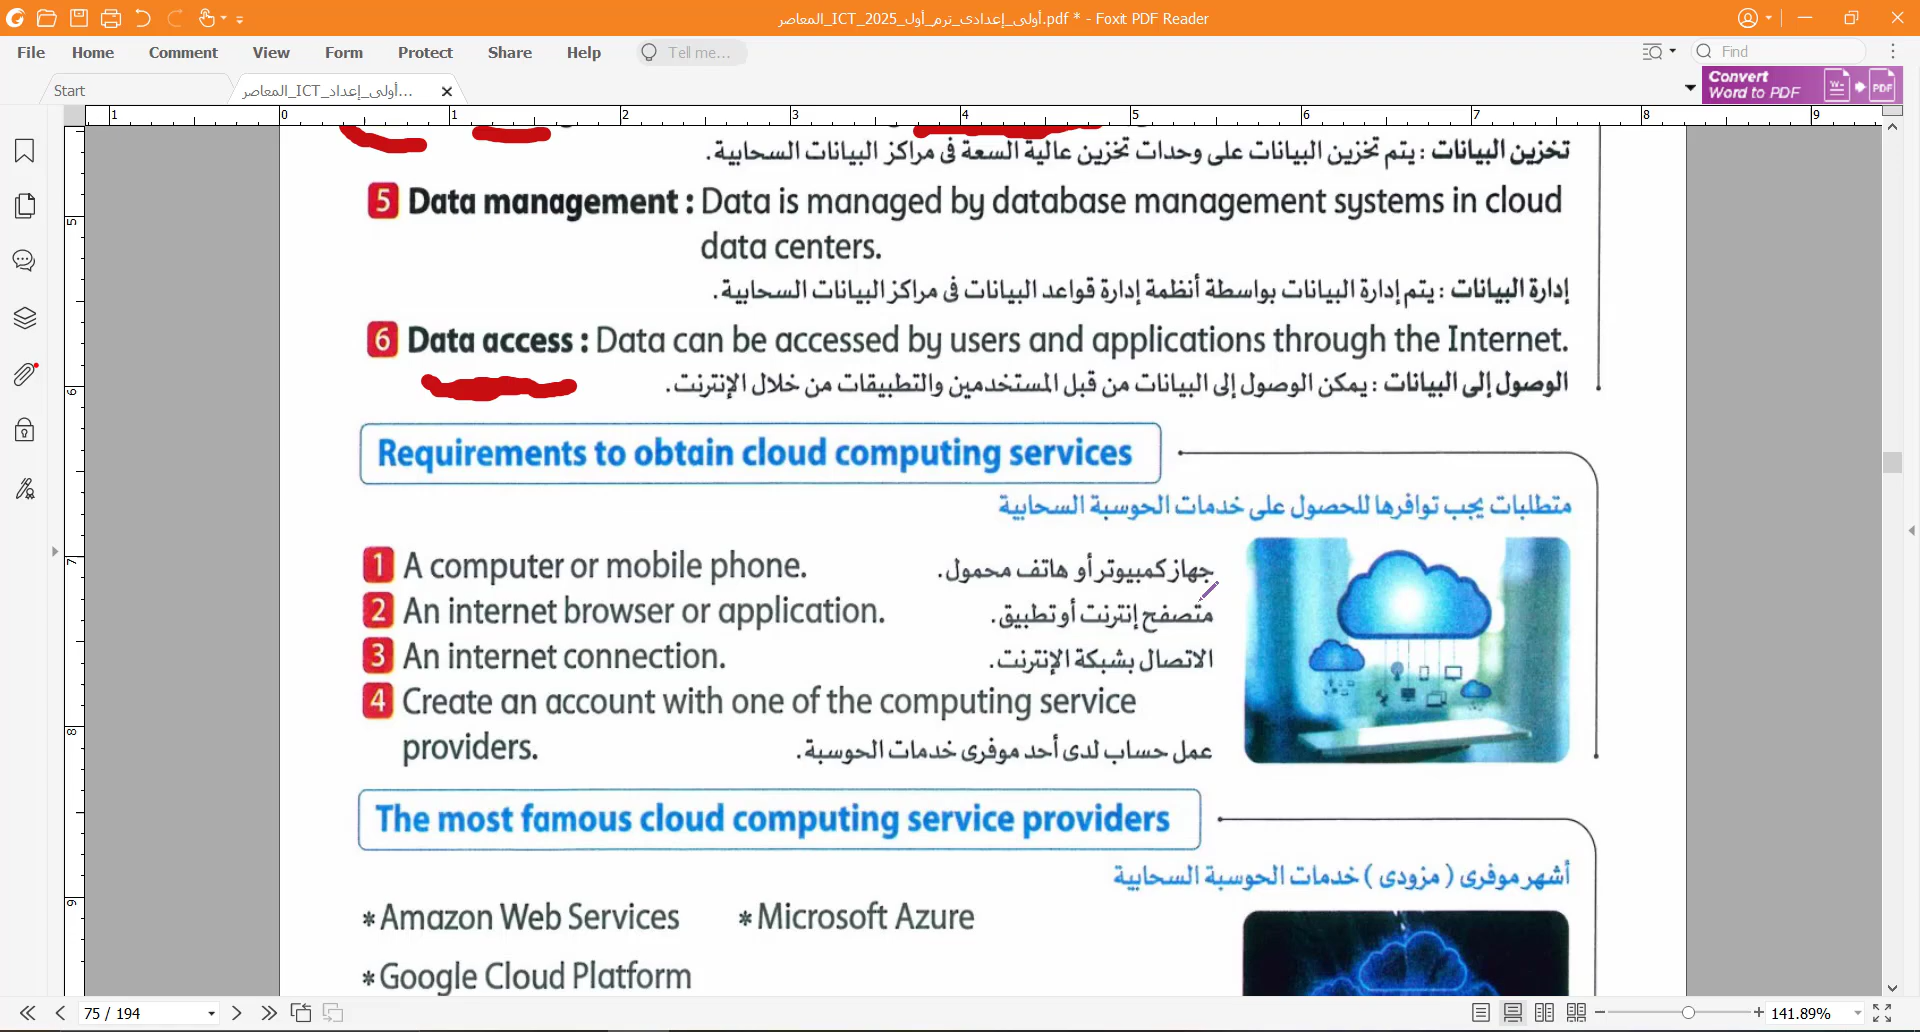 أولى_إعدادى_ترم_أول_2025_ICT_المعاصر.pdf * - Foxit PDF Reader
File Home Comment View Form Protect Share Help Tell me... Find
Start
أولى_إعداد_ICT_المعاصر...
Convert
Word to PDF
تخزين البيانات : يتم تخزين البيانات على وحدات تخزين عالية السعة فى مراكز البيانات السحابية.
5 Data management : Data is managed by database management systems in cloud
data centers.
إدارة البيانات : يتم إدارة البيانات بواسطة أنظمة إدارة قواعد البيانات فى مراكز البيانات السحابية.
6 Data access : Data can be accessed by users and applications through the Internet.
الوصول إلى البيانات : يمكن الوصول إلى البيانات من قبل المستخدمين والتطبيقات من خلال الإنترنت.
Requirements to obtain cloud computing services
متطلبات يجب توافرها للحصول على خدمات الحوسبة السحابية
1 A computer or mobile phone. جهاز كمبيوتر أو هاتف محمول.
2 An internet browser or application. متصفح إنترنت أو تطبيق.
3 An internet connection. الاتصال بشبكة الإنترنت.
4 Create an account with one of the computing service
providers. عمل حساب لدى أحد موفرى خدمات الحوسبة.
The most famous cloud computing service providers
أشهر موفرى ( مزودى ) خدمات الحوسبة السحابية
* Amazon Web Services * Microsoft Azure
* Google Cloud Platform
75 / 194 141.89%